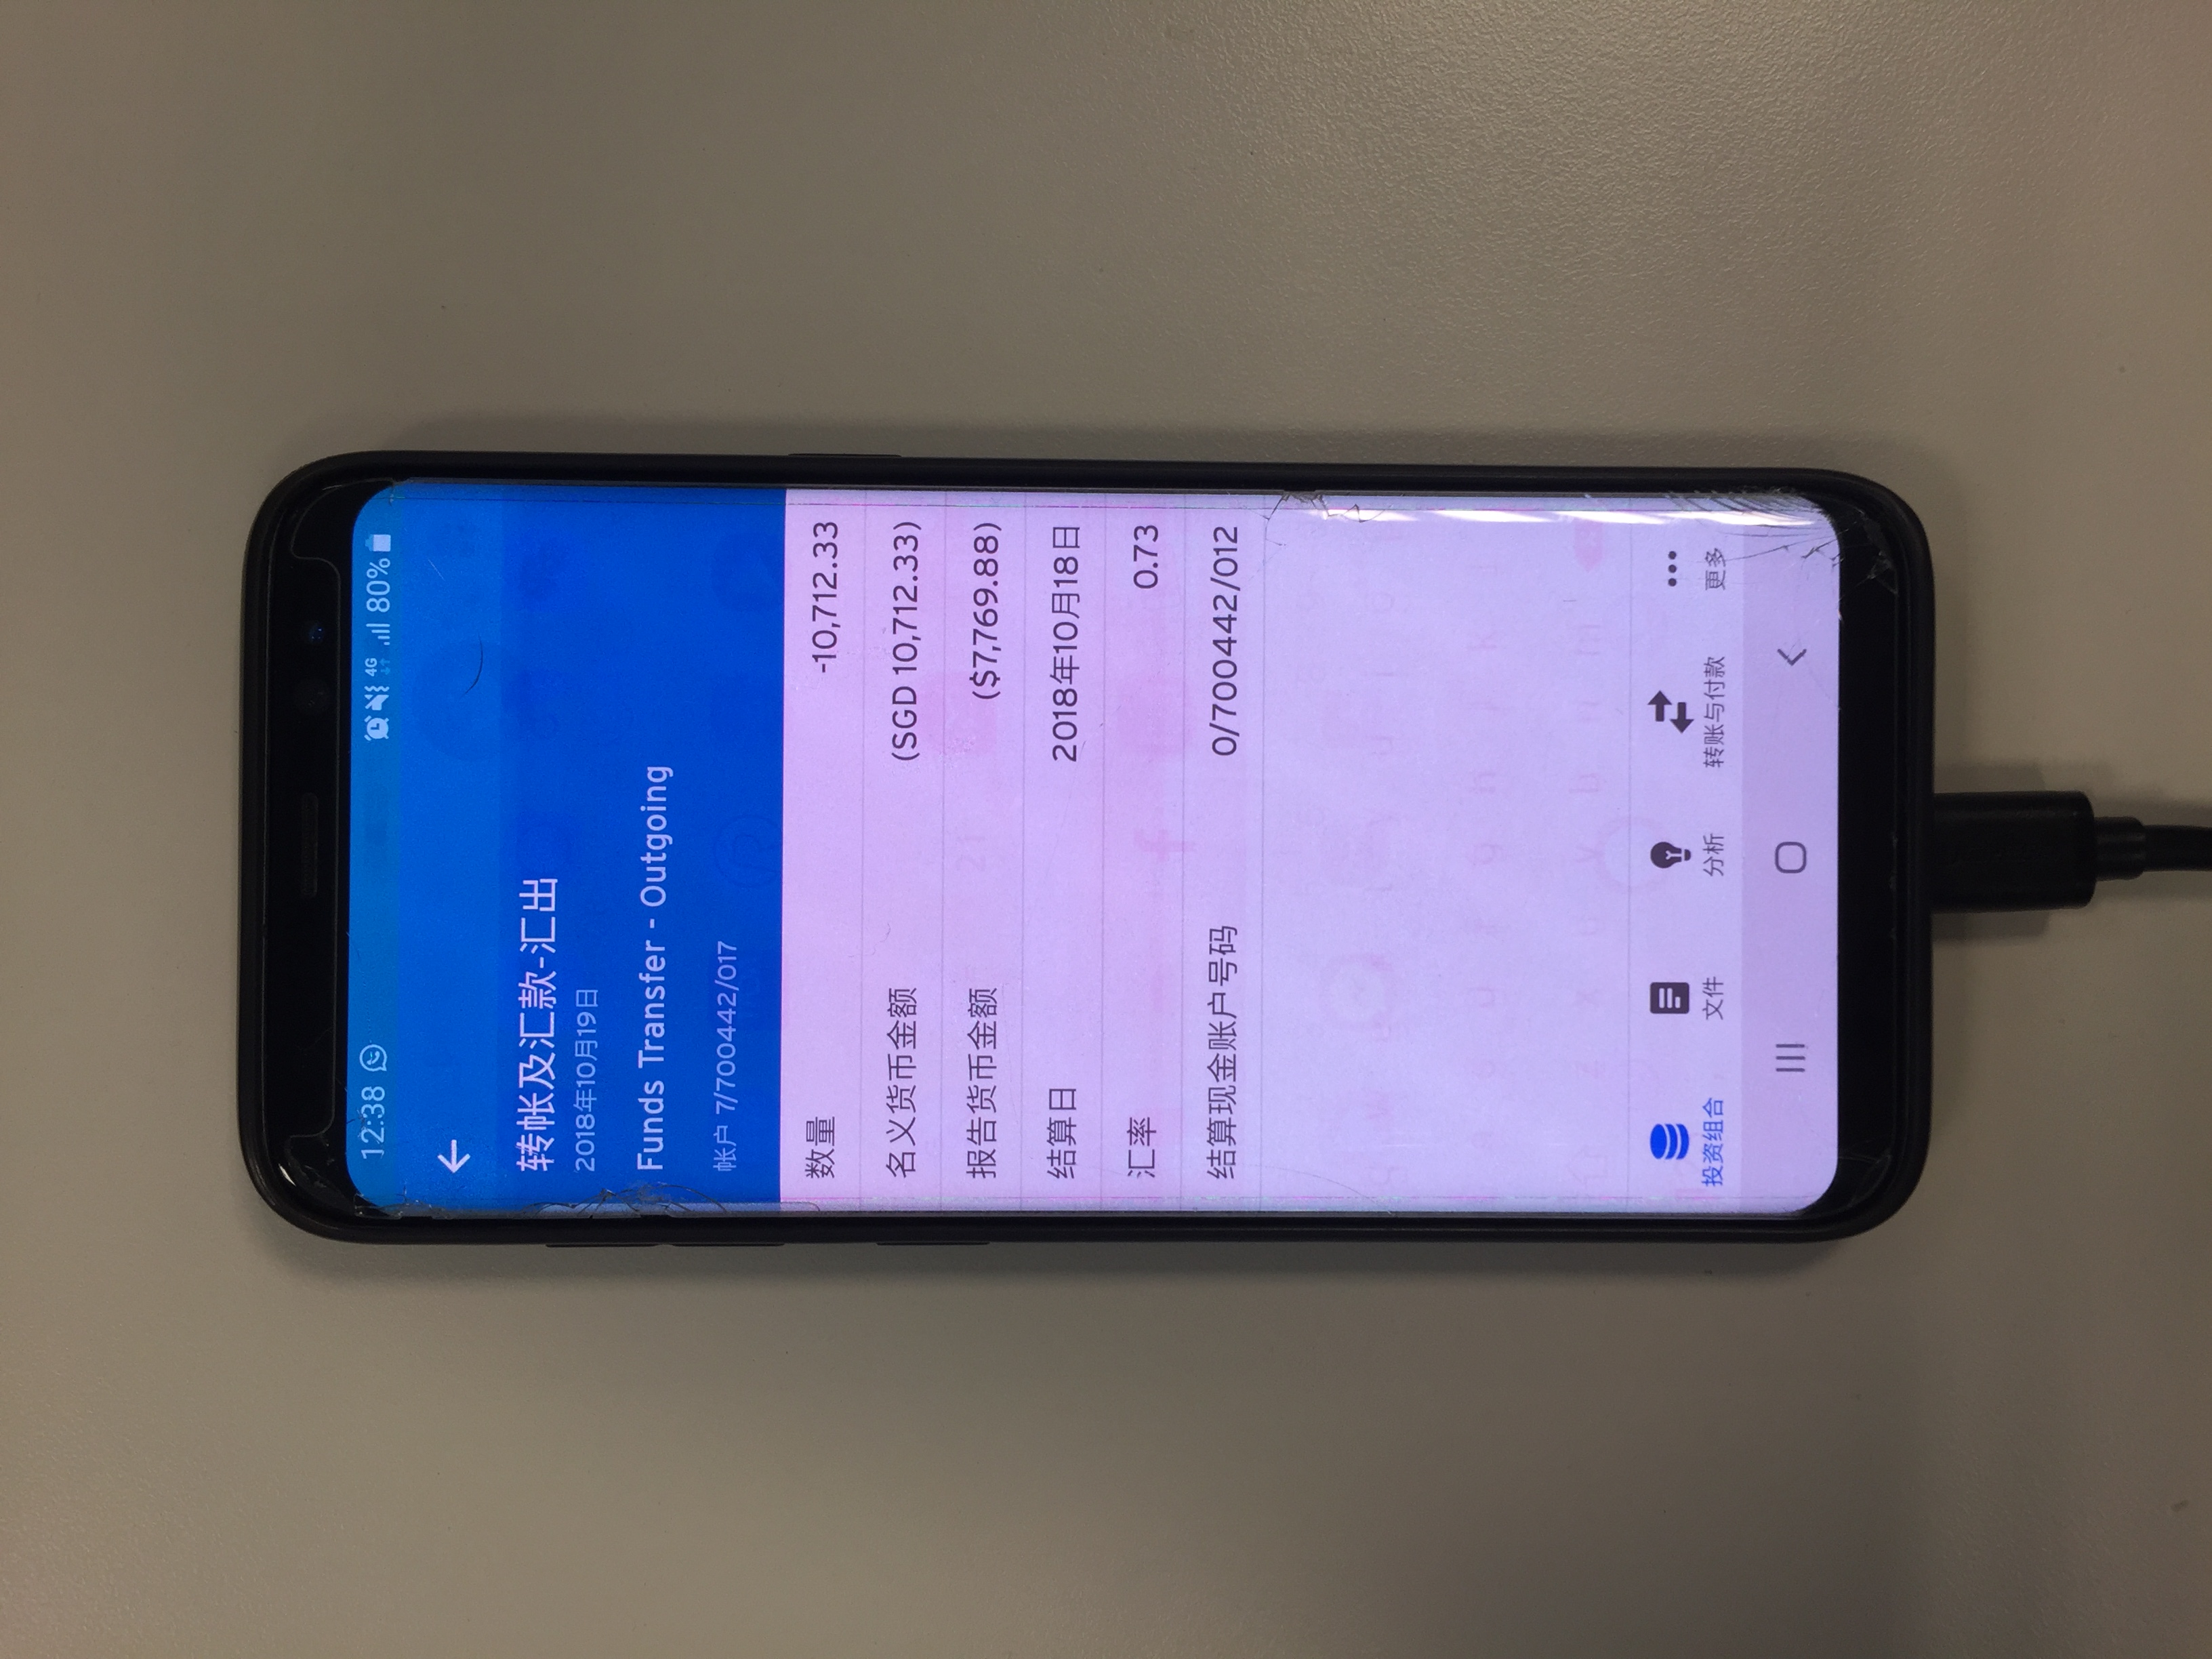 12:38 4G 80%
转帐及汇款-汇出
2018年10月19日
Funds Transfer - Outgoing
帐户 7/700442/017
数量 -10,712.33
名义货币金额 (SGD 10,712.33)
报告货币金额 ($7,769.88)
结算日 2018年10月18日
汇率 0.73
结算现金账户号码 0/700442/012
投资组合 文件 分析 转账与付款 更多